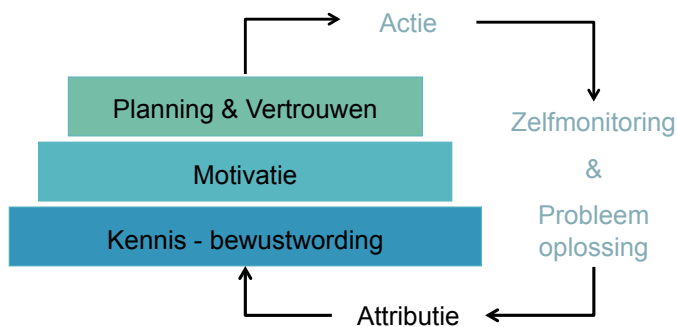 Actie
Planning & Vertrouwen
Zelfmonitoring
&
Probleem
oplossing
Motivatie
Kennis - bewustwording
Attributie